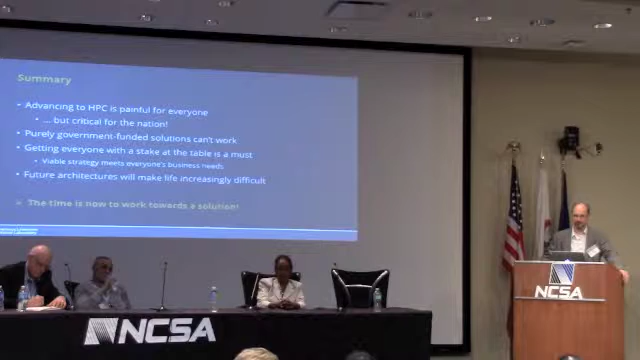 Summary
• Advancing to HPC is painful for everyone
• ... but critical for the nation!
• Purely government-funded solutions can't work
• Getting everyone with a stake at the table is a must
• Viable strategy meets everyone's business needs
• Future architectures will make life increasingly difficult
The time is now to work towards a solution!
NCSA
NCSA